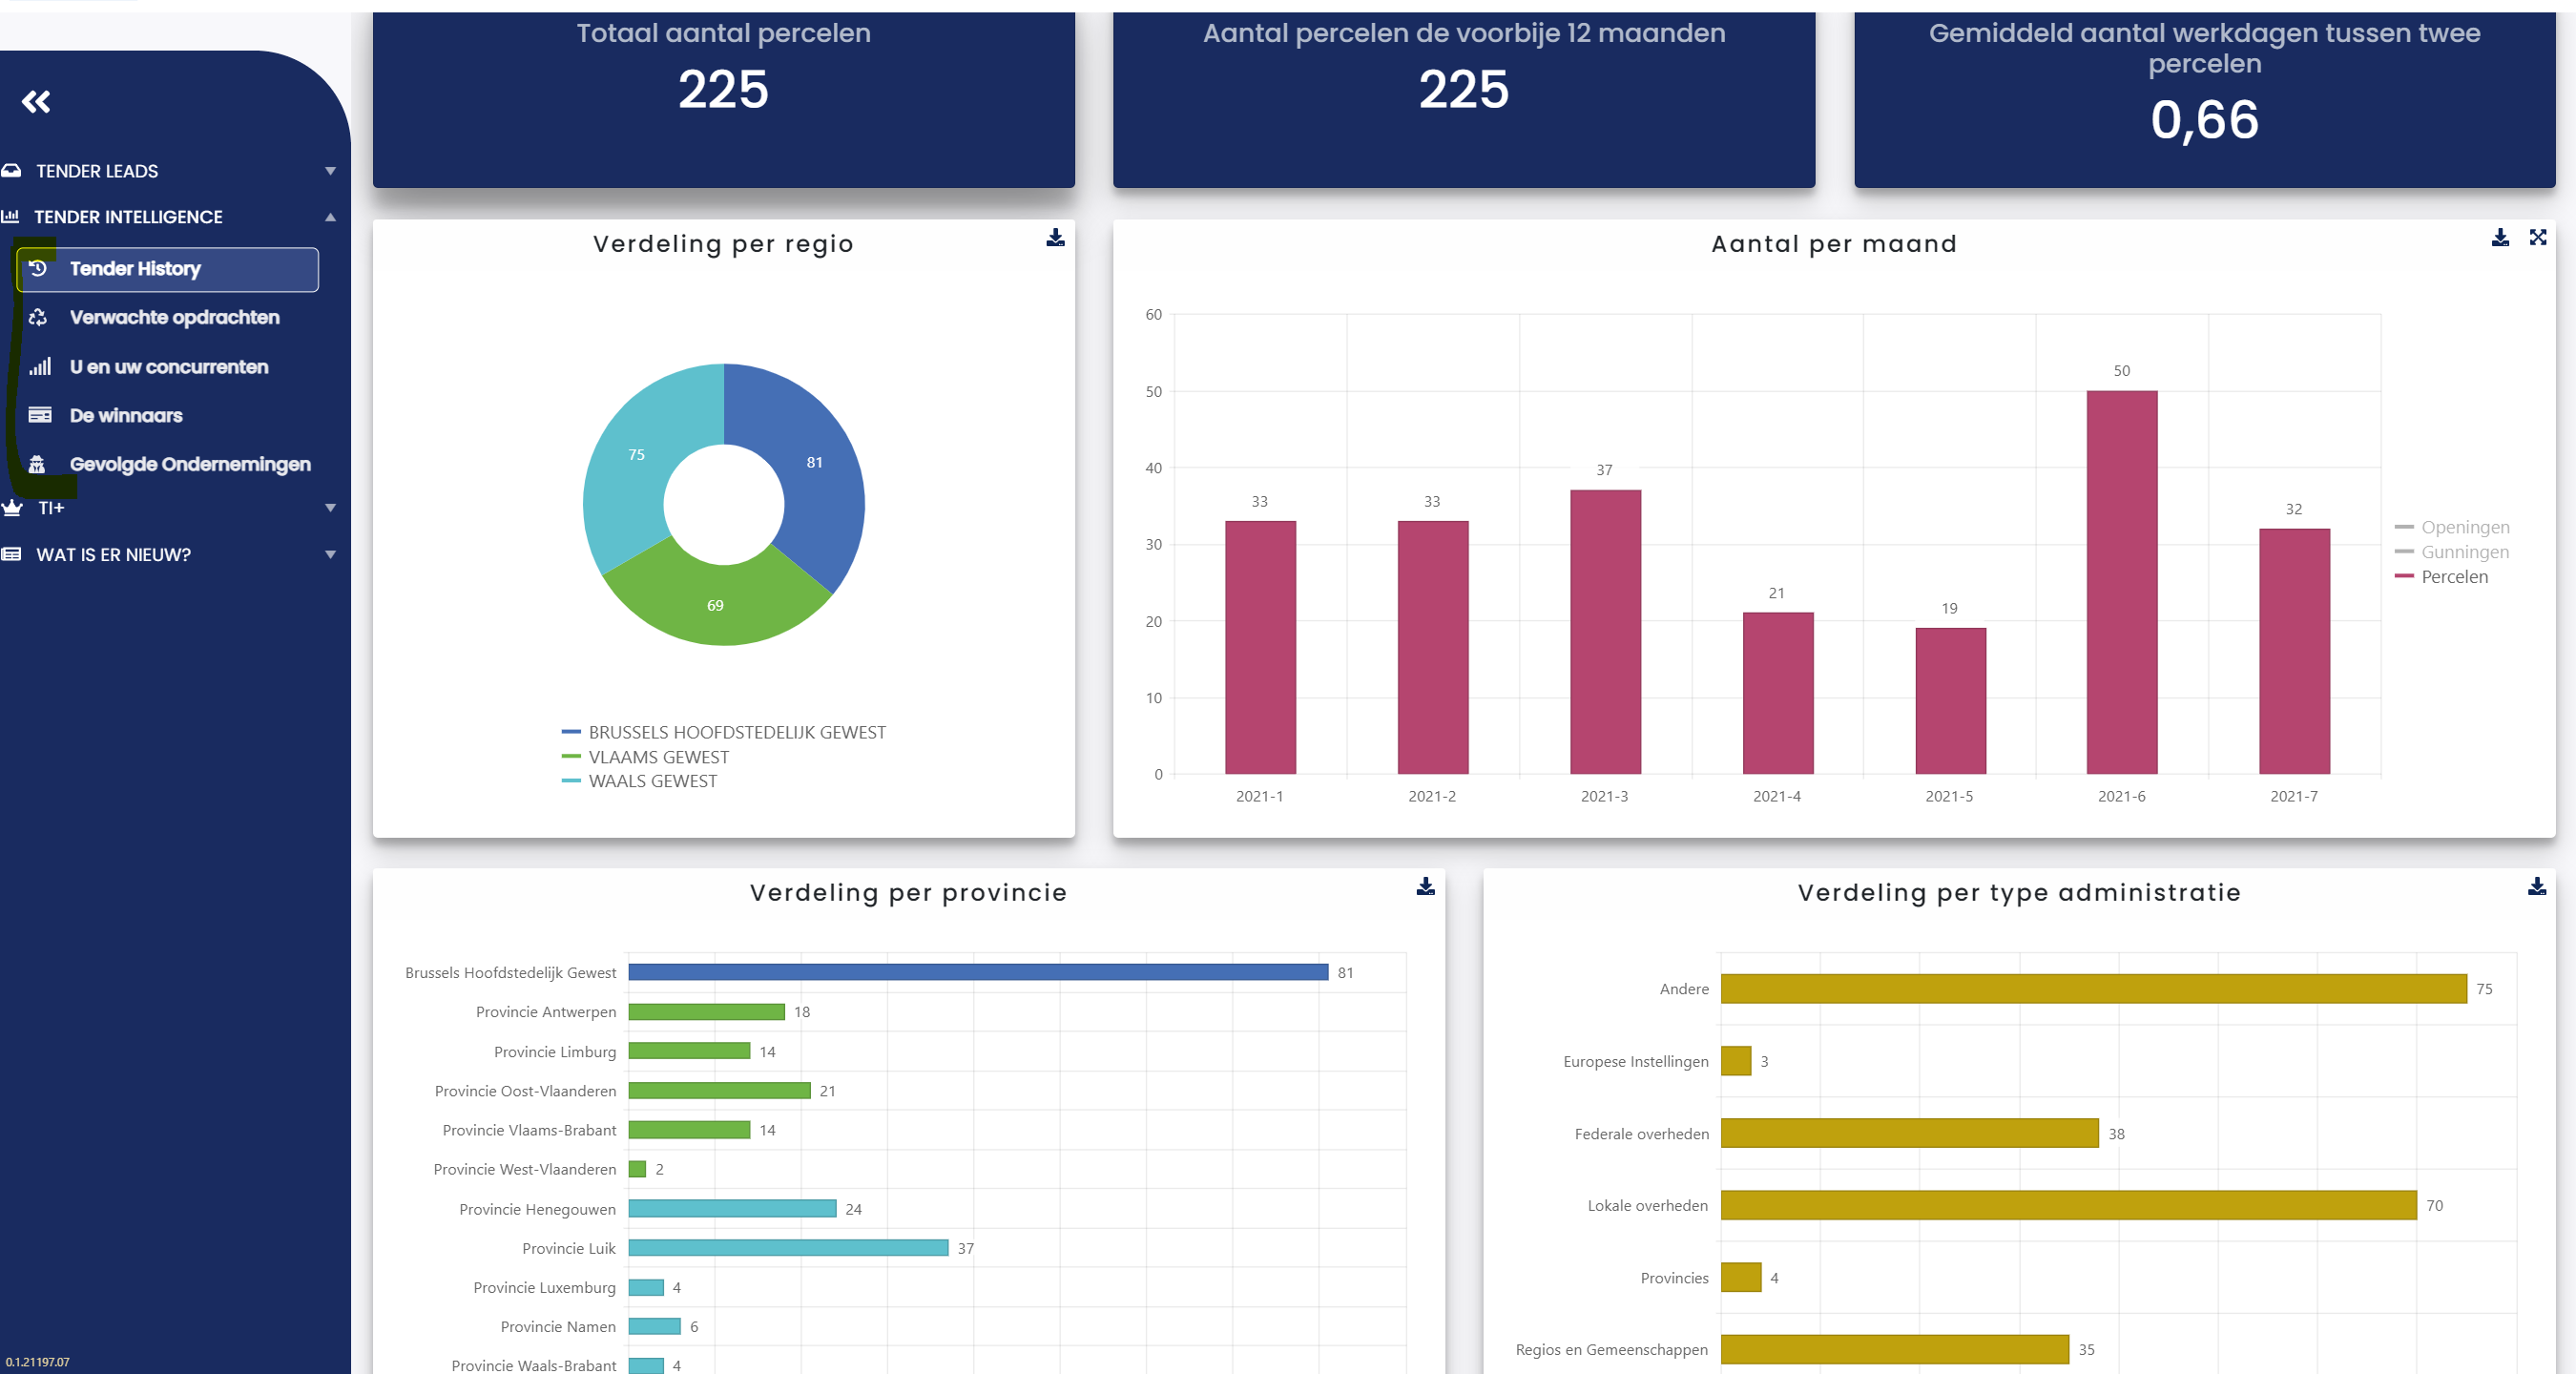 TENDER LEADS
TENDER INTELLIGENCE
Tender History
Verwachte opdrachten
U en uw concurrenten
De winnaars
Gevolgde Ondernemingen
TI+
WAT IS ER NIEUW?
0.1.21197.07
Totaal aantal percelen
225
Aantal percelen de voorbije 12 maanden
225
Gemiddeld aantal werkdagen tussen twee
percelen
0,66
Verdeling per regio
75
81
69
BRUSSELS HOOFDSTEDELIJK GEWEST
VLAAMS GEWEST
WAALS GEWEST
Aantal per maand
60
50
40
30
20
10
0
33
33
37
21
19
50
32
2021-1
2021-2
2021-3
2021-4
2021-5
2021-6
2021-7
Openingen
Gunningen
Percelen
Verdeling per provincie
Brussels Hoofdstedelijk Gewest 81
Provincie Antwerpen 18
Provincie Limburg 14
Provincie Oost-Vlaanderen 21
Provincie Vlaams-Brabant 14
Provincie West-Vlaanderen 2
Provincie Henegouwen 24
Provincie Luik 37
Provincie Luxemburg 4
Provincie Namen 6
Provincie Waals-Brabant 4
Verdeling per type administratie
Andere 75
Europese Instellingen 3
Federale overheden 38
Lokale overheden 70
Provincies 4
Regios en Gemeenschappen 35